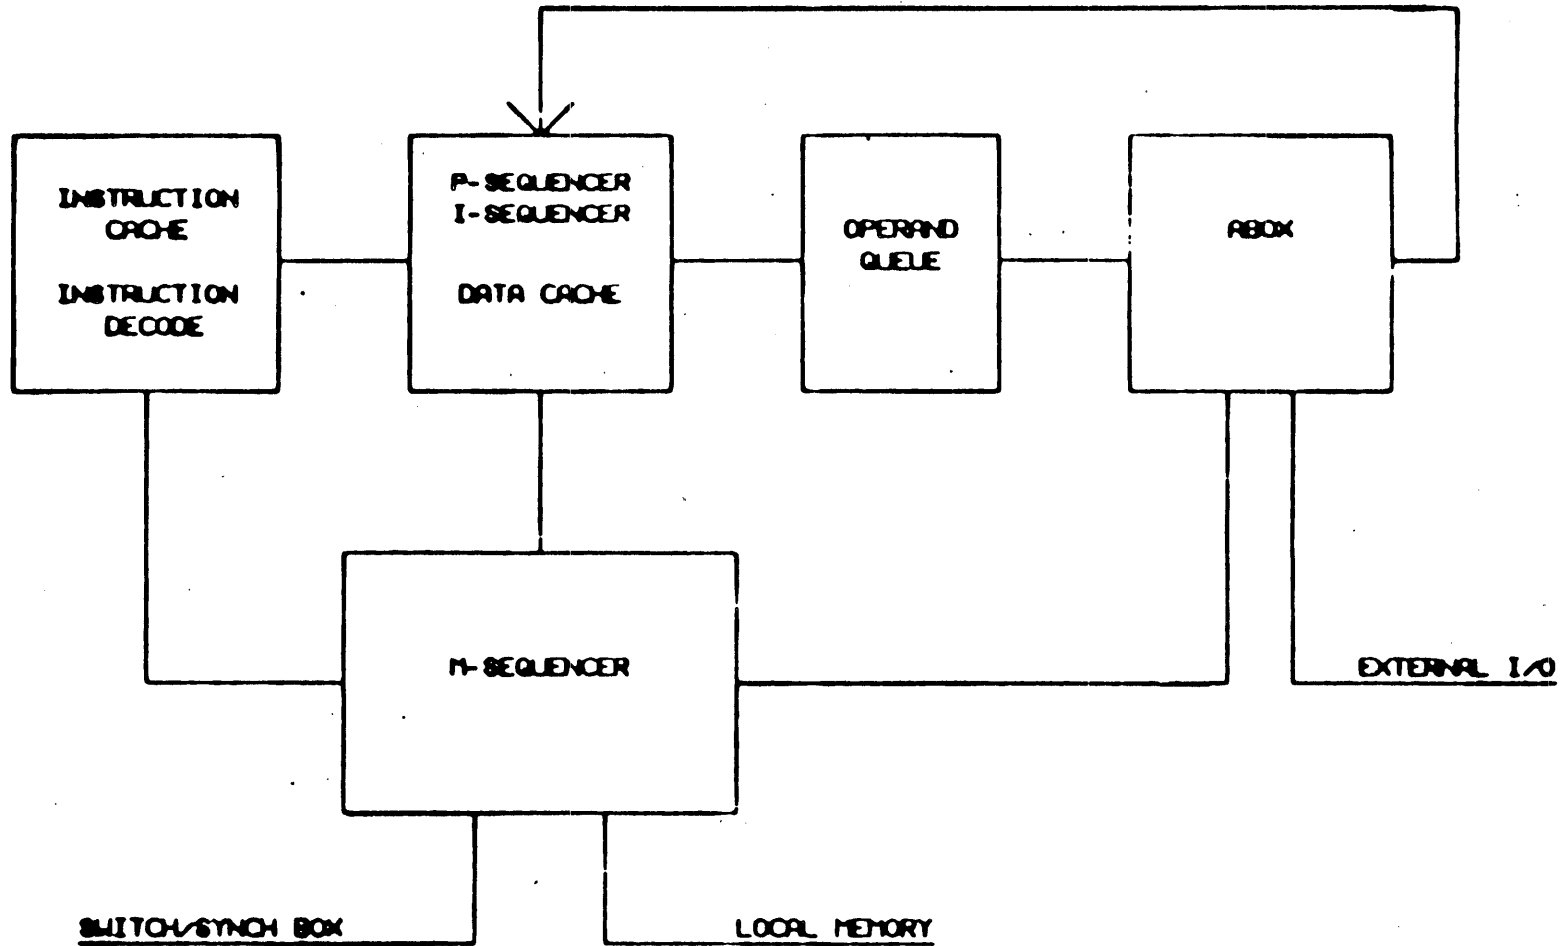 INSTRUCTION
CACHE
INSTRUCTION
DECODE
P-SEQUENCER
I-SEQUENCER
DATA CACHE
OPERAND
QUEUE
ABOX
M-SEQUENCER
EXTERNAL I/O
SWITCH/SYNCH BOX
LOCAL MEMORY